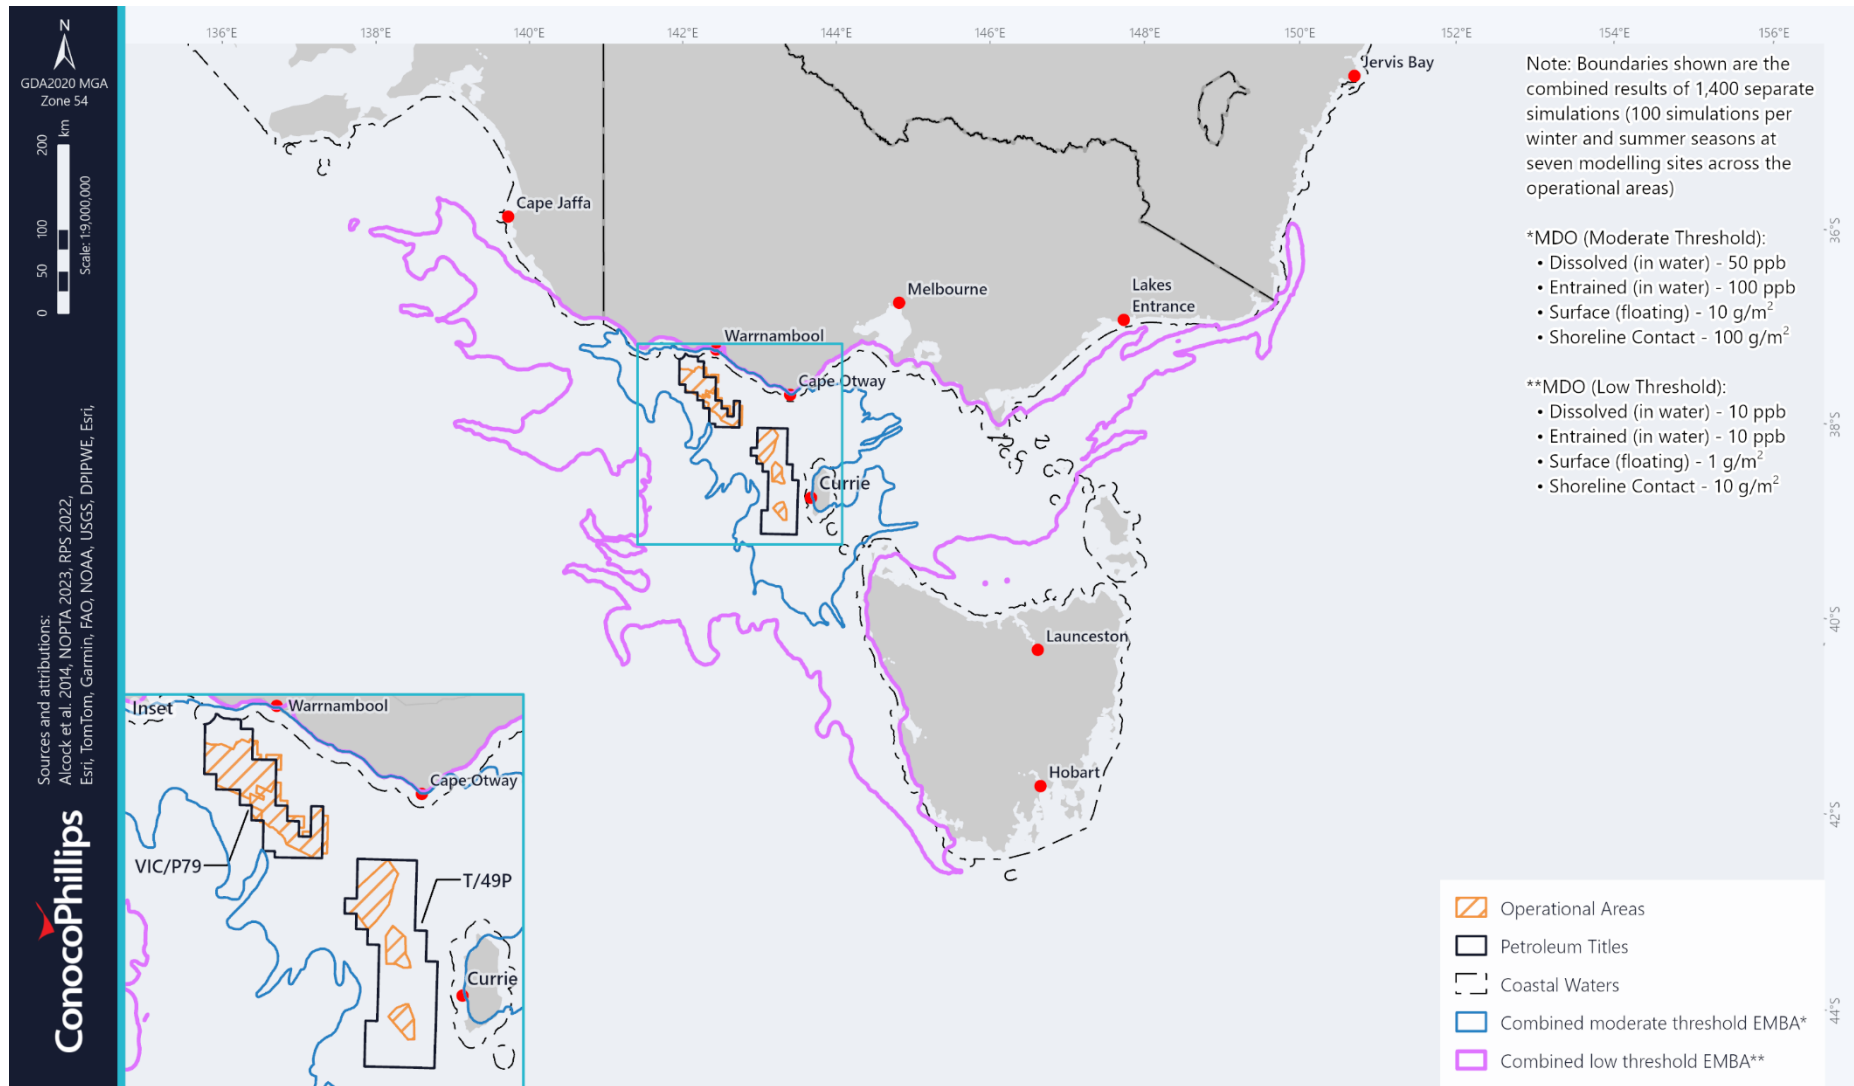 N
GDA2020 MGA
Zone 54
200
km
100
50
0
Scale: 1:9,000,000
Sources and attributions:
Alcock et al. 2014, NOPTA 2023, RPS 2022,
Esri, TomTom, Garmin, FAO, NOAA, USGS, DPIPWE, Esri,
ConocoPhillips
136°E
138°E
140°E
142°E
144°E
146°E
148°E
150°E
152°E
154°E
156°E
36°S
38°S
40°S
42°S
44°S
Jervis Bay
Cape Jaffa
Melbourne
Lakes
Entrance
Warrnambool
Cape Otway
Currie
Launceston
Hobart
Note: Boundaries shown are the
combined results of 1,400 separate
simulations (100 simulations per
winter and summer seasons at
seven modelling sites across the
operational areas)
*MDO (Moderate Threshold):
• Dissolved (in water) - 50 ppb
• Entrained (in water) - 100 ppb
• Surface (floating) - 10 g/m²
• Shoreline Contact - 100 g/m²
**MDO (Low Threshold):
• Dissolved (in water) - 10 ppb
• Entrained (in water) - 10 ppb
• Surface (floating) - 1 g/m²
• Shoreline Contact - 10 g/m²
Inset
Warrnambool
Cape Otway
VIC/P79
T/49P
Currie
Operational Areas
Petroleum Titles
Coastal Waters
Combined moderate threshold EMBA*
Combined low threshold EMBA**